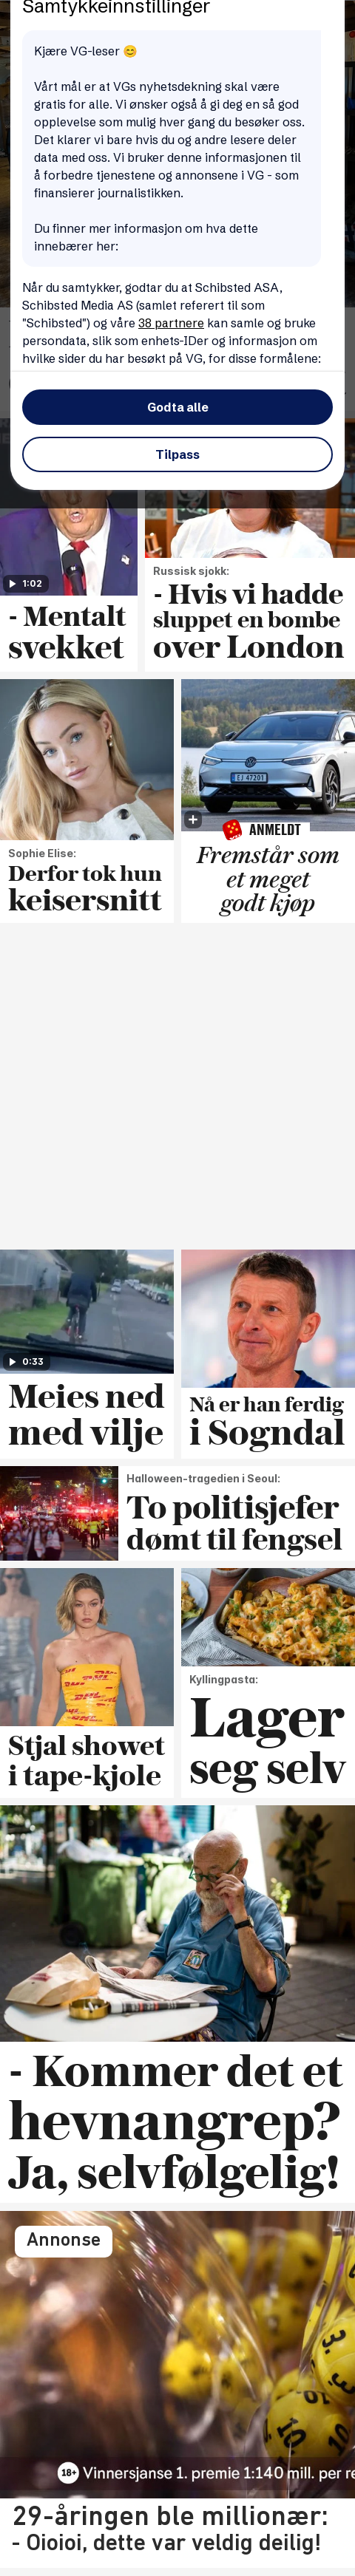 Samtykkeinnstillinger
Kjære VG-leser 😊
Vårt mål er at VGs nyhetsdekning skal være
gratis for alle. Vi ønsker også å gi deg en så god
opplevelse som mulig hver gang du besøker oss.
Det klarer vi bare hvis du og andre lesere deler
data med oss. Vi bruker denne informasjonen til
å forbedre tjenestene og annonsene i VG - som
finansierer journalistikken.
Du finner mer informasjon om hva dette
innebærer her:
Når du samtykker, godtar du at Schibsted ASA,
Schibsted Media AS (samlet referert til som
"Schibsted") og våre 38 partnere kan samle og bruke
persondata, slik som enhets-IDer og informasjon om
hvilke sider du har besøkt på VG, for disse formålene:
Godta alle
Tilpass
1:02
- Mentalt
svekket
Russisk sjokk:
- Hvis vi hadde
sluppet en bombe
over London
Sophie Elise:
Derfor tok hun
keisersnitt
EJ 47201
ANMELDT
Fremstår som
et meget
godt kjøp
0:33
Meies ned
med vilje
Nå er han ferdig
i Sogndal
Halloween-tragedien i Seoul:
To politisjefer
dømt til fengsel
Stjal showet
i tape-kjole
Kyllingpasta:
Lager
seg selv
- Kommer det et
hevnangrep?
Ja, selvfølgelig!
Annonse
18+ Vinnersjanse 1. premie 1:140 mill. per re
29-åringen ble millionær:
- Oioioi, dette var veldig deilig!